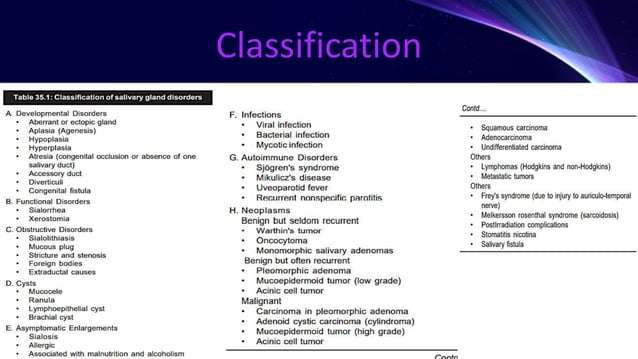 Classification
Table 35.1: Classification of salivary gland disorders
A. Developmental Disorders
• Aberrant or ectopic gland
• Aplasia (Agenesis)
• Hypoplasia
• Hyperplasia
• Atresia (congenital occlusion or absence of one
salivary duct)
• Accessory duct
• Diverticuli
• Congenital fistula
B. Functional Disorders
• Sialorrhea
• Xerostomia
C. Obstructive Disorders
• Sialolithiasis
• Mucous plug
• Stricture and stenosis
• Foreign bodies
• Extraductal causes
D. Cysts
• Mucocele
• Ranula
• Lymphoepithelial cyst
• Brachial cyst
E. Asymptomatic Enlargements
• Sialosis
• Allergic
• Associated with malnutrition and alcoholism
F. Infections
• Viral infection
• Bacterial infection
• Mycotic infection
G. Autoimmune Disorders
• Sjögren's syndrome
• Mikulicz's disease
• Uveoparotid fever
• Recurrent nonspecific parotitis
H. Neoplasms
Benign but seldom recurrent
• Warthin's tumor
• Oncocytoma
• Monomorphic salivary adenomas
Benign but often recurrent
• Pleomorphic adenoma
• Mucoepidermoid tumor (low grade)
• Acinic cell tumor
Malignant
• Carcinoma in pleomorphic adenoma
• Adenoid cystic carcinoma (cylindroma)
• Mucoepidermoid tumor (high grade)
• Acinic cell tumor
Contd...
• Squamous carcinoma
• Adenocarcinoma
• Undifferentiated carcinoma
Others
• Lymphomas (Hodgkins and non-Hodgkins)
• Metastatic tumors
Others
• Frey's syndrome (due to injury to auriculo-temporal
nerve)
• Melkersson rosenthal syndrome (sarcoidosis)
• Postirradiation complications
• Stomatitis nicotina
• Salivary fistula